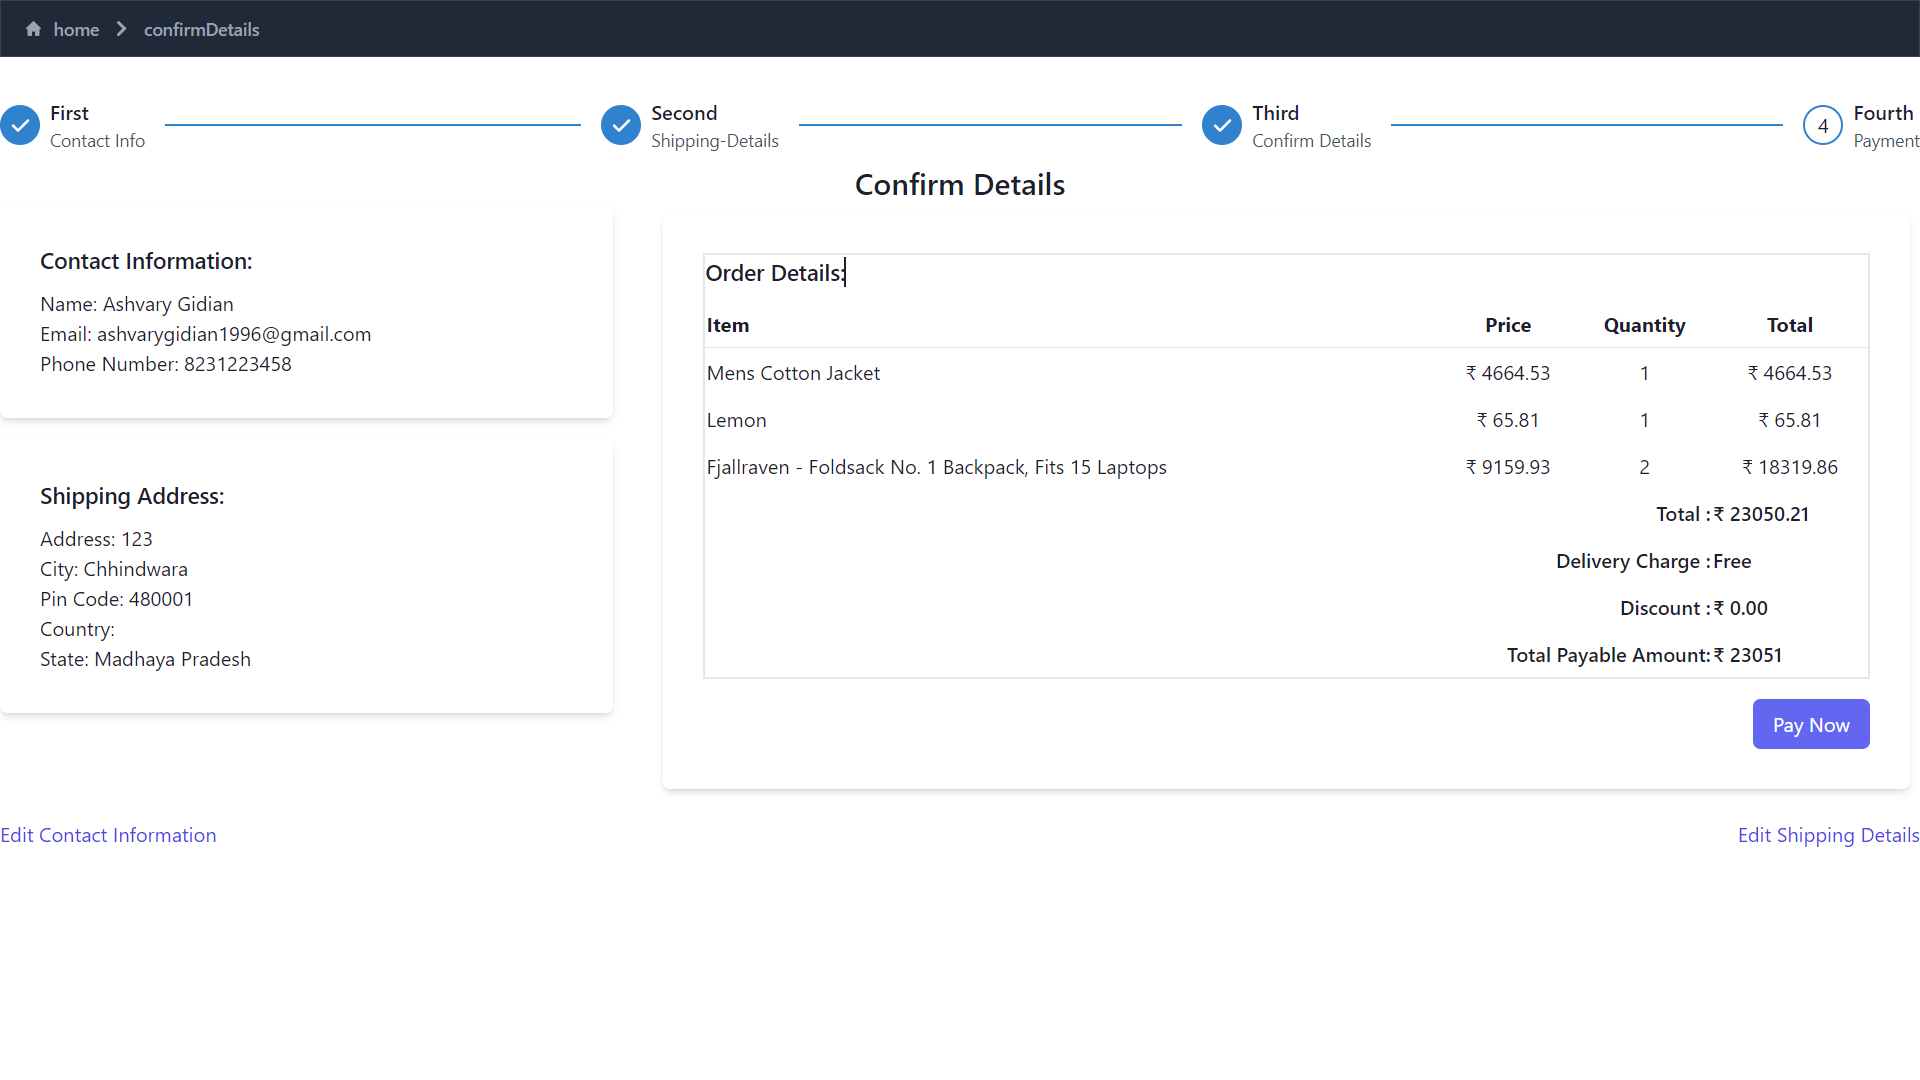 home > confirmDetails
First
Contact Info
Second
Shipping-Details
Third
Confirm Details
4
Fourth
Payment
Confirm Details
Contact Information:
Name: Ashvary Gidian
Email: ashvarygidian1996@gmail.com
Phone Number: 8231223458
Shipping Address:
Address: 123
City: Chhindwara
Pin Code: 480001
Country:
State: Madhaya Pradesh
Order Details:
Item Price Quantity Total
Mens Cotton Jacket ₹ 4664.53 1 ₹ 4664.53
Lemon ₹ 65.81 1 ₹ 65.81
Fjallraven - Foldsack No. 1 Backpack, Fits 15 Laptops ₹ 9159.93 2 ₹ 18319.86
Total : ₹ 23050.21
Delivery Charge : Free
Discount : ₹ 0.00
Total Payable Amount: ₹ 23051
Pay Now
Edit Contact Information
Edit Shipping Details